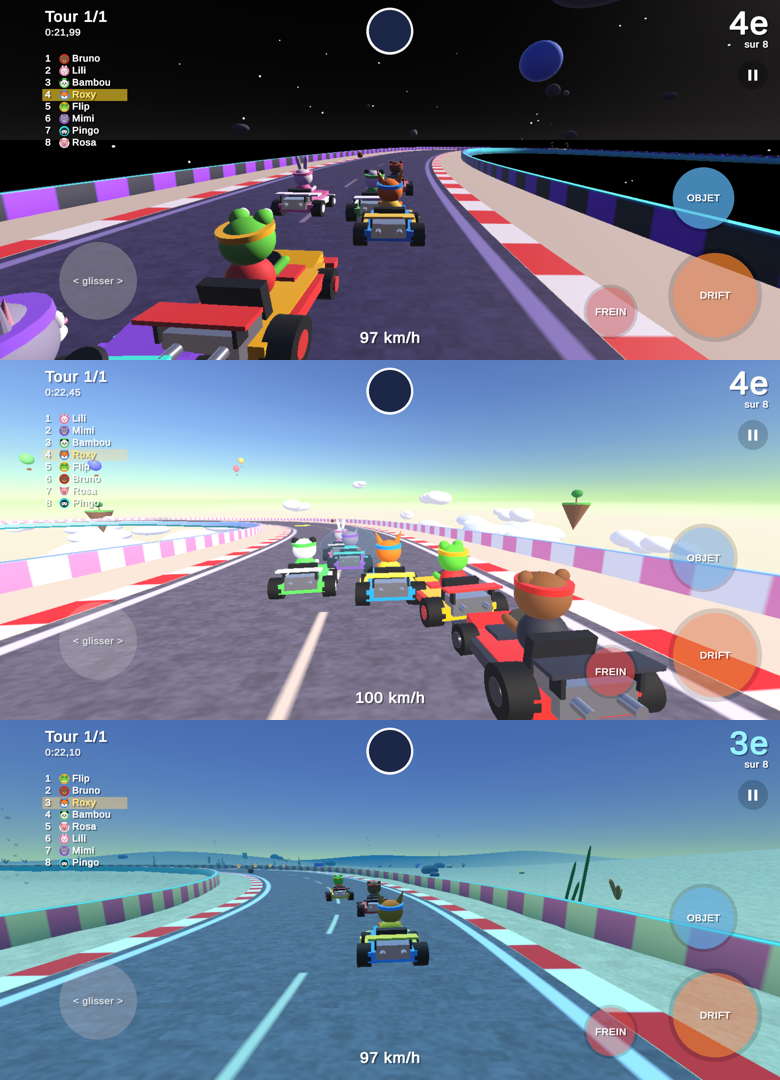 Tour 1/1
0:21,99
1 Bruno
2 Lili
3 Bambou
4 Roxy
5 Flip
6 Mimi
7 Pingo
8 Rosa
4e
sur 8
OBJET
< glisser >
DRIFT
FREIN
97 km/h
Tour 1/1
0:22,45
1 Lili
2 Mimi
3 Bambou
4 Roxy
5 Flip
6 Bruno
7 Rosa
8 Pingo
4e
sur 8
OBJET
< glisser >
DRIFT
FREIN
100 km/h
Tour 1/1
0:22,10
1 Flip
2 Bruno
3 Roxy
4 Bambou
5 Rosa
6 Lili
7 Mimi
8 Pingo
3e
sur 8
OBJET
< glisser >
DRIFT
FREIN
97 km/h